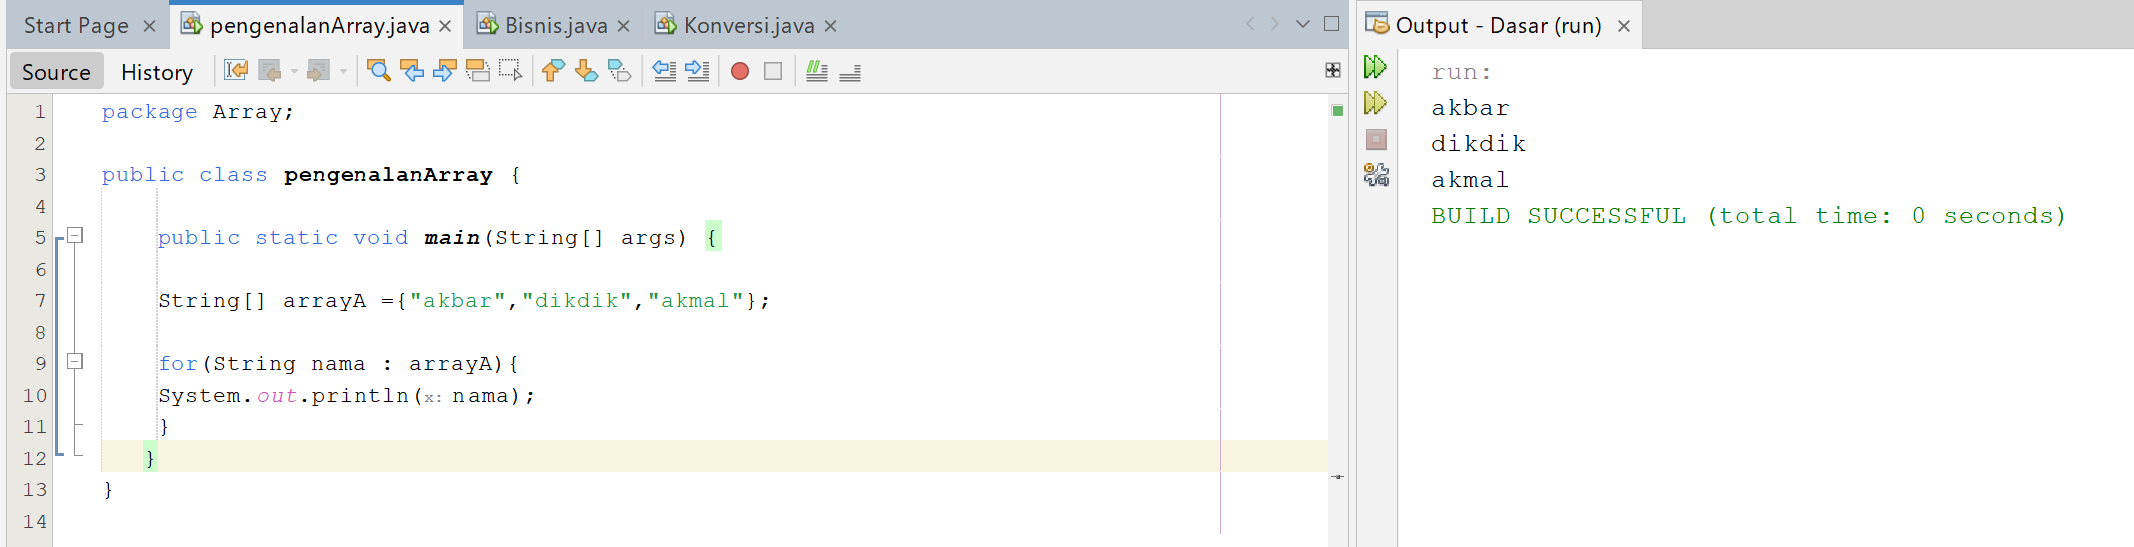 Start Page pengenalanArray.java Bisnis.java Konversi.java
Source History
1 package Array;
2
3 public class pengenalanArray {
4
5 public static void main(String[] args) {
6
7 String[] arrayA ={"akbar","dikdik","akmal"};
8
9 for(String nama : arrayA){
10 System.out.println(x: nama);
11 }
12 }
13 }
14
Output - Dasar (run)
run:
akbar
dikdik
akmal
BUILD SUCCESSFUL (total time: 0 seconds)